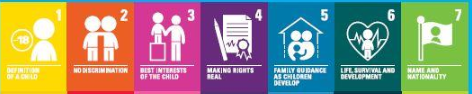 1
<18
DEFINITION
OF A CHILD
2
NO DISCRIMINATION
3
BEST INTERESTS
OF THE CHILD
4
MAKING RIGHTS
REAL
5
FAMILY GUIDANCE
AS CHILDREN
DEVELOP
6
LIFE, SURVIVAL AND
DEVELOPMENT
7
NAME AND
NATIONALITY